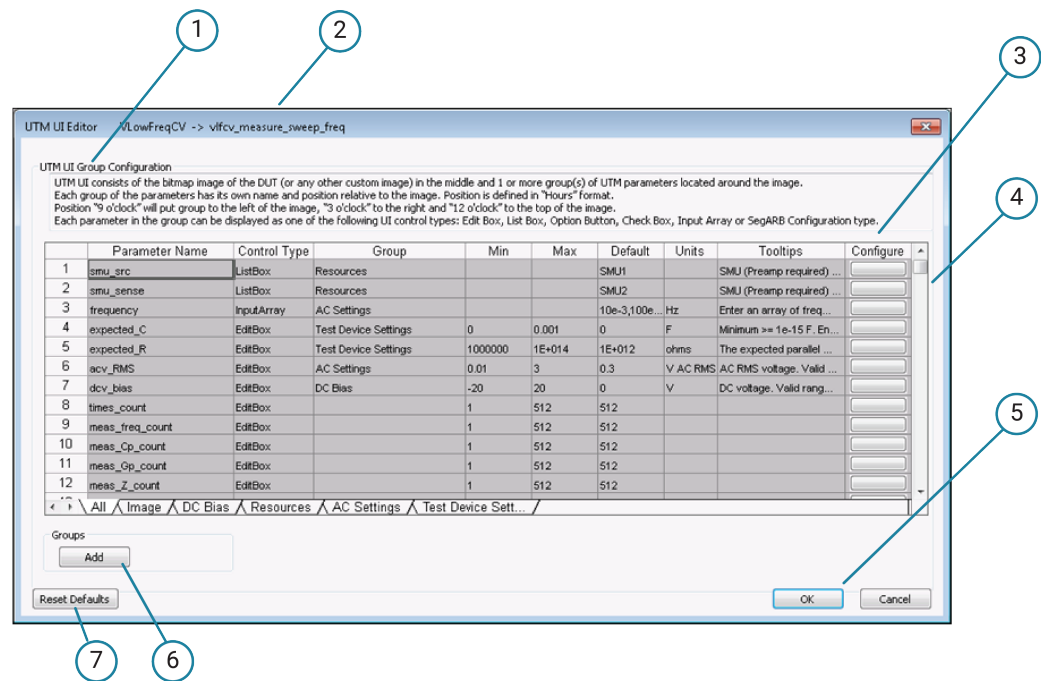 1
2
3
UTM UI Editor VLowFreqCV -> vlfcv_measure_sweep_freq
UTM UI Group Configuration
UTM UI consists of the bitmap image of the DUT (or any other custom image) in the middle and 1 or more group(s) of UTM parameters located around the image.
Each group of the parameters has its own name and position relative to the image. Position is defined in "Hours" format.
Position "9 o'clock" will put group to the left of the image, "3 o'clock" to the right and "12 o'clock" to the top of the image.
Each parameter in the group can be displayed as one of the following UI control types: Edit Box, List Box, Option Button, Check Box, Input Array or SegARB Configuration type.
4
Parameter Name Control Type Group Min Max Default Units Tooltips Configure
1 smu_src ListBox Resources SMU1 SMU (Preamp required) ...
2 smu_sense ListBox Resources SMU2 SMU (Preamp required) ...
3 frequency InputArray AC Settings 10e-3,100e... Hz Enter an array of freq...
4 expected_C EditBox Test Device Settings 0 0.001 0 F Minimum >= 1e-15 F. En...
5 expected_R EditBox Test Device Settings 1000000 1E+014 1E+012 ohms The expected parallel ...
6 acv_RMS EditBox AC Settings 0.01 3 0.3 V AC RMS AC RMS voltage. Valid ...
7 dcv_bias EditBox DC Bias -20 20 0 V DC voltage. Valid rang...
8 times_count EditBox 1 512 512
9 meas_freq_count EditBox 1 512 512
5
10 meas_Cp_count EditBox 1 512 512
11 meas_Gp_count EditBox 1 512 512
12 meas_Z_count EditBox 1 512 512
All Image DC Bias Resources AC Settings Test Device Sett...
Groups
Add
Reset Defaults OK Cancel
7
6